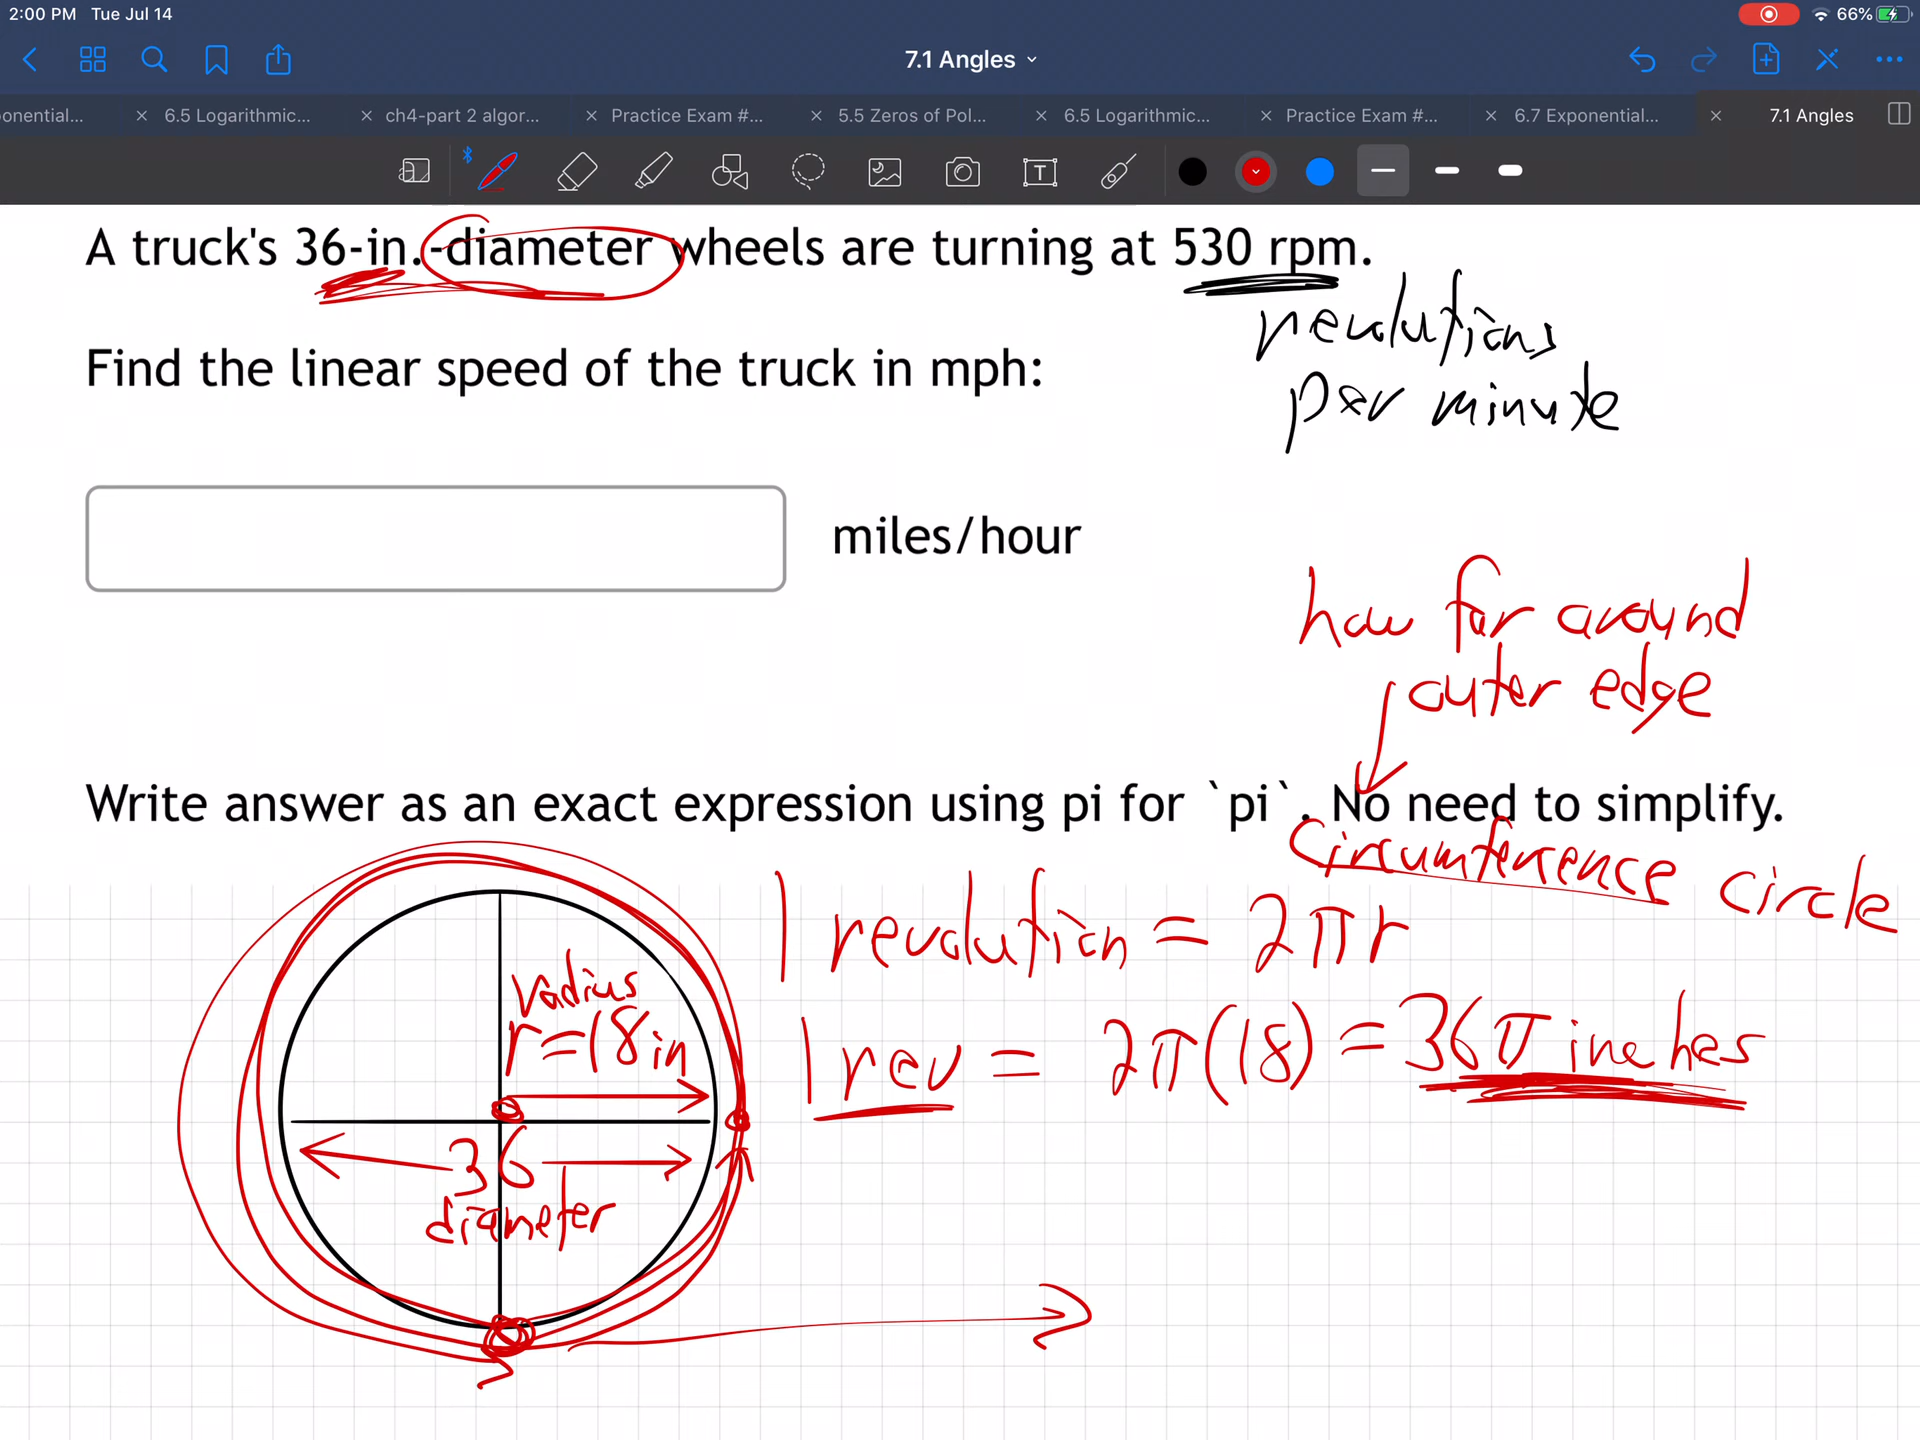 2:00 PM Tue Jul 14
66%
7.1 Angles
onential...
6.5 Logarithmic...
ch4-part 2 algor...
Practice Exam #...
5.5 Zeros of Pol...
6.5 Logarithmic...
Practice Exam #...
6.7 Exponential...
7.1 Angles
T
A truck's 36-in.-diameter wheels are turning at 530 rpm.
revolutions
per minute
Find the linear speed of the truck in mph:
miles/hour
how far around
outer edge
Write answer as an exact expression using pi for `pi`. No need to simplify.
circumference circle
1 revolution = 2πr
radius
r=18in
1 rev = 2π(18) = 36π inches
36
diameter